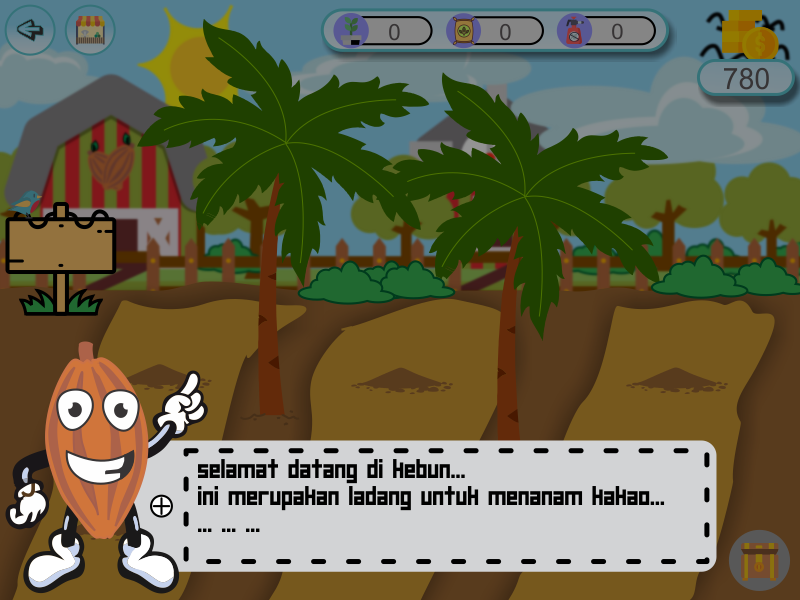 0 0 0
780
selamat datang di kebun...
ini merupakan ladang untuk menanam kakao...
... ... ...